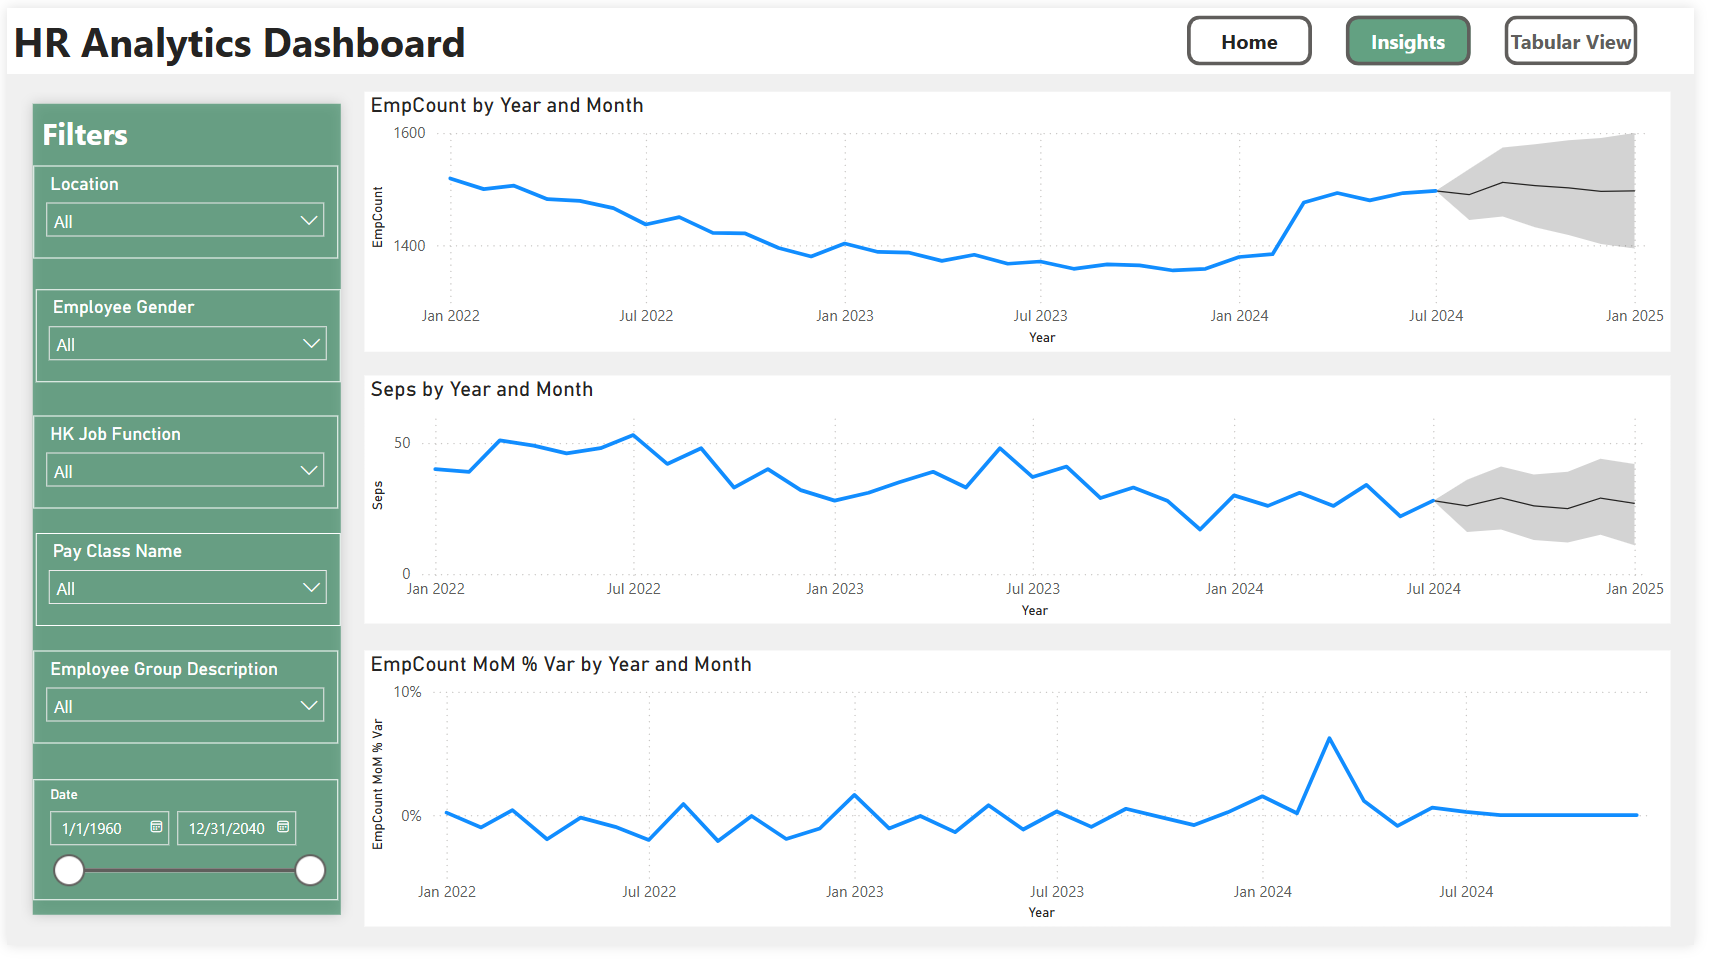 HR Analytics Dashboard
Home
Insights
Tabular View
Filters
Location
All
Employee Gender
All
HK Job Function
All
Pay Class Name
All
Employee Group Description
All
Date
1/1/1960
12/31/2040
EmpCount by Year and Month
1600
1400
EmpCount
Jan 2022
Jul 2022
Jan 2023
Jul 2023
Jan 2024
Jul 2024
Jan 2025
Year
Seps by Year and Month
50
0
Seps
Jan 2022
Jul 2022
Jan 2023
Jul 2023
Jan 2024
Jul 2024
Jan 2025
Year
EmpCount MoM % Var by Year and Month
10%
0%
EmpCount MoM % Var
Jan 2022
Jul 2022
Jan 2023
Jul 2023
Jan 2024
Jul 2024
Year